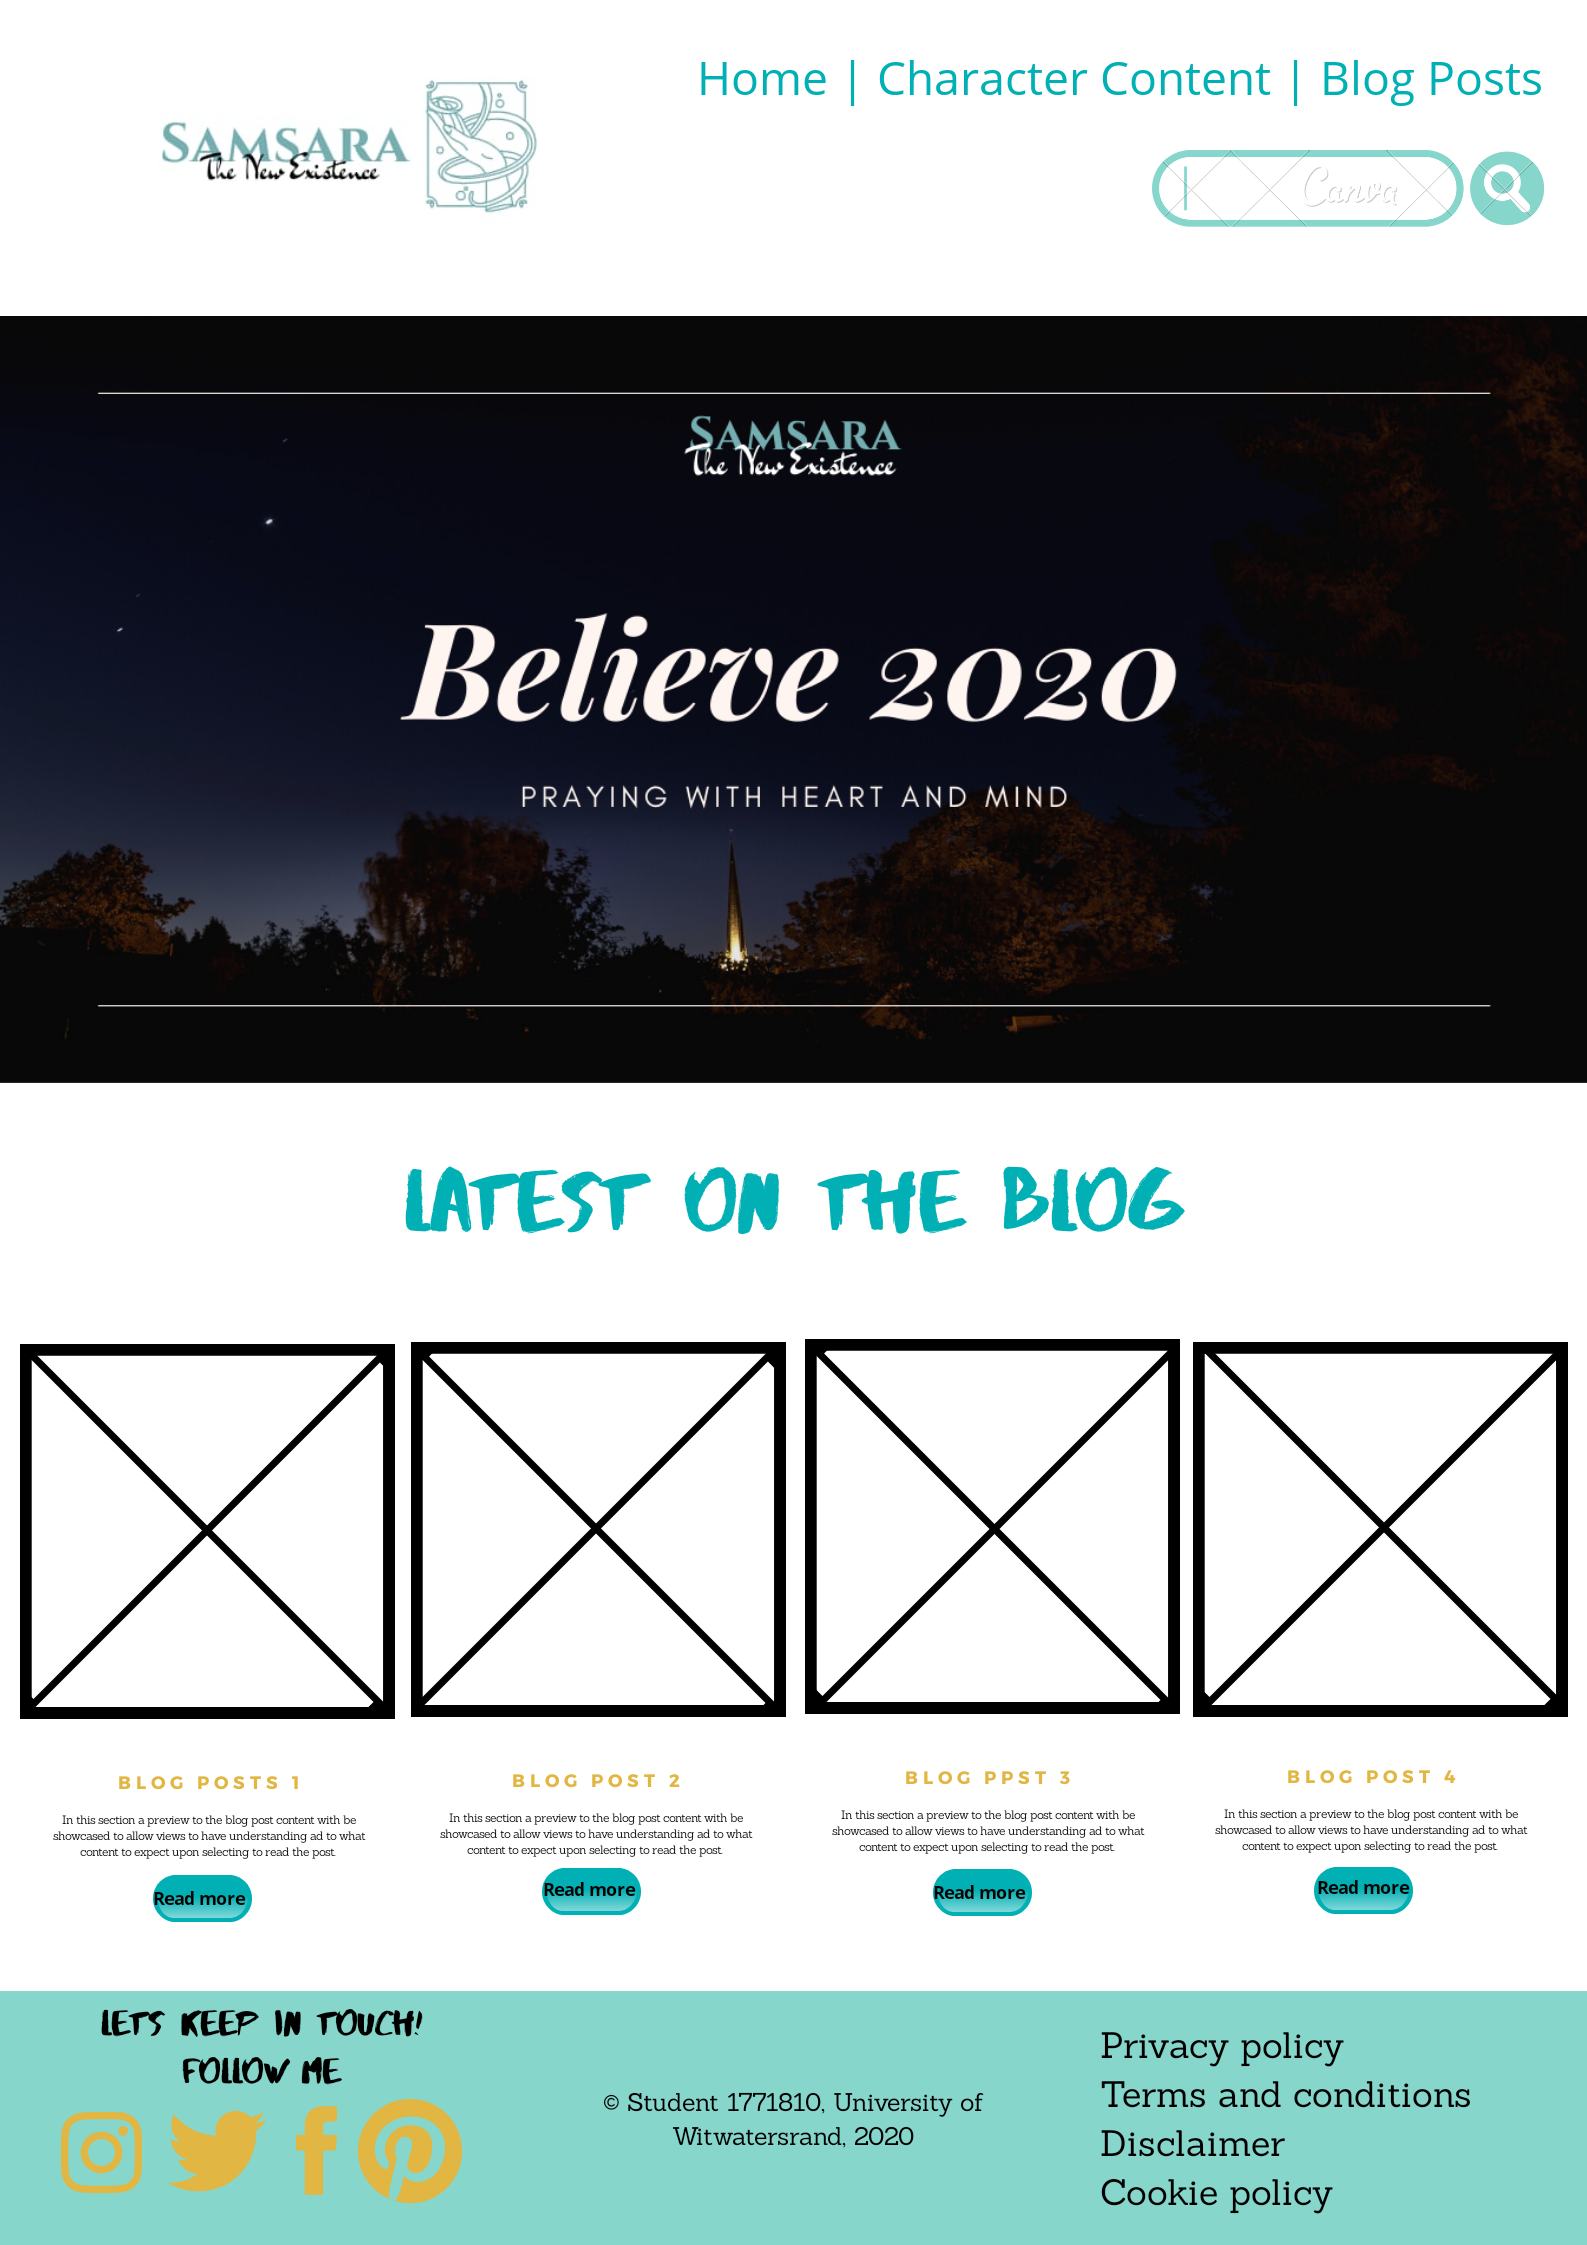 Home | Character Content | Blog Posts
SAMSARA
The New Existence
Canva
SAMSARA
The New Existence
Believe 2020
PRAYING WITH HEART AND MIND
LATEST ON THE BLOG
BLOG POSTS 1
In this section a preview to the blog post content with be
showcased to allow views to have understanding ad to what
content to expect upon selecting to read the post.
Read more
BLOG POST 2
In this section a preview to the blog post content with be
showcased to allow views to have understanding ad to what
content to expect upon selecting to read the post.
Read more
BLOG PPST 3
In this section a preview to the blog post content with be
showcased to allow views to have understanding ad to what
content to expect upon selecting to read the post.
Read more
BLOG POST 4
In this section a preview to the blog post content with be
showcased to allow views to have understanding ad to what
content to expect upon selecting to read the post.
Read more
LETS KEEP IN TOUCH!
FOLLOW ME
© Student 1771810, University of
Witwatersrand, 2020
Privacy policy
Terms and conditions
Disclaimer
Cookie policy